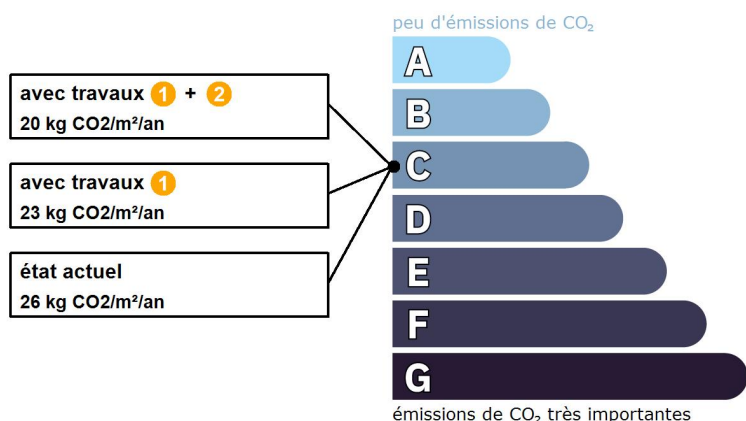 peu d'émissions de CO₂
A
avec travaux 1 + 2
20 kg CO2/m²/an
B
C
avec travaux 1
23 kg CO2/m²/an
D
état actuel
26 kg CO2/m²/an
E
F
G
émissions de CO₂ très importantes